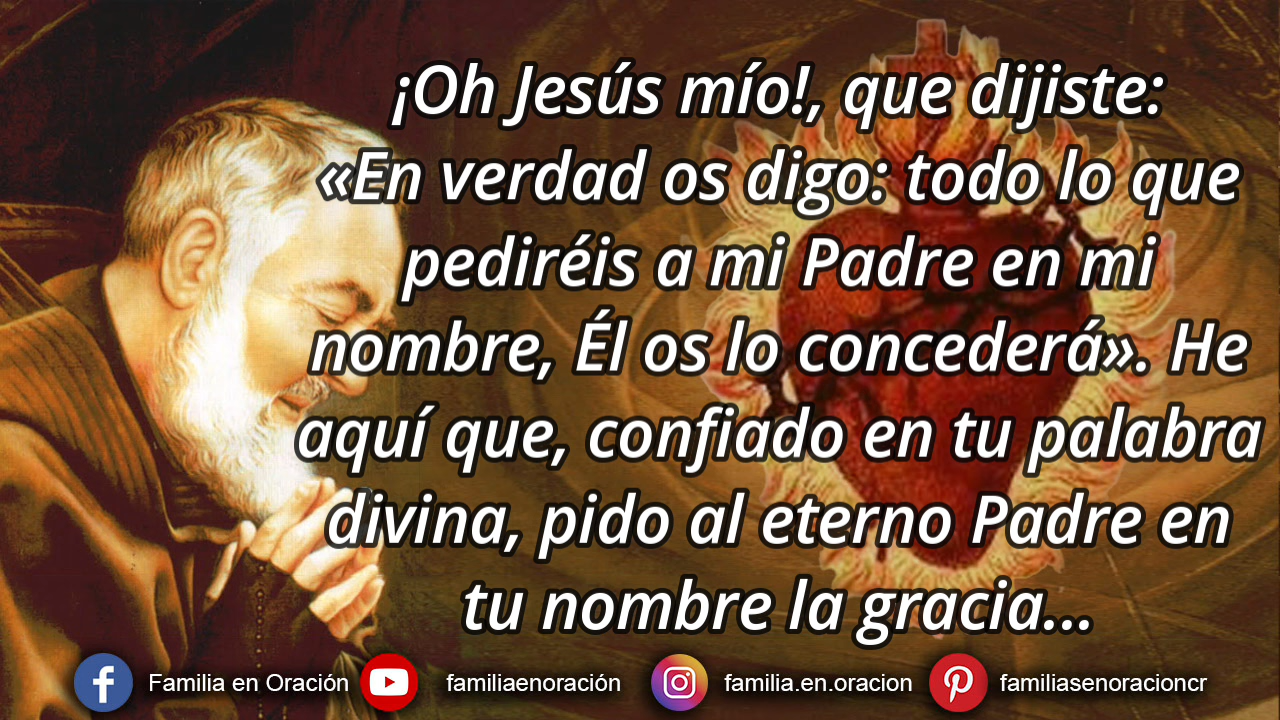 ¡Oh Jesús mío!, que dijiste:
«En verdad os digo: todo lo que
pediréis a mi Padre en mi
nombre, Él os lo concederá». He
aquí que, confiado en tu palabra
divina, pido al eterno Padre en
tu nombre la gracia...
Familia en Oración familiaenoración familia.en.oracion familiasenoracioncr